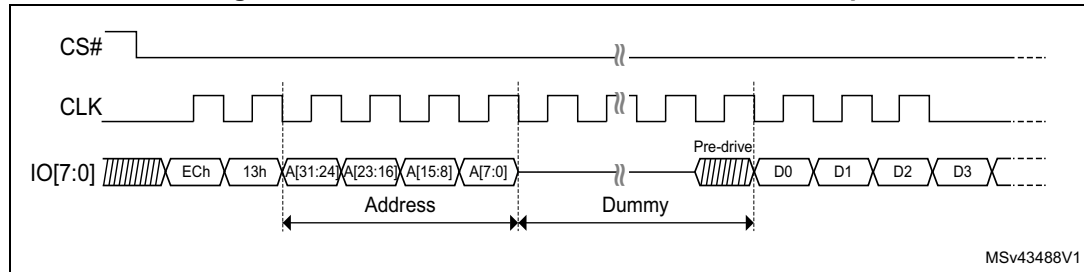 CS#
CLK
Pre-drive
IO[7:0] ECh 13h A[31:24] A[23:16] A[15:8] A[7:0] D0 D1 D2 D3
Address Dummy
MSv43488V1